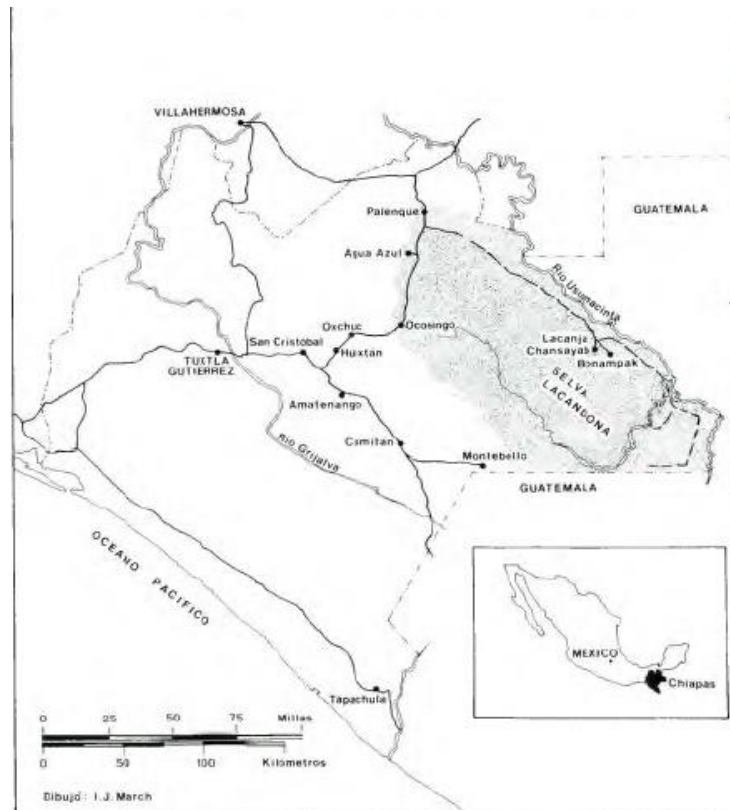 VILLAHERMOSA
Palenque
GUATEMALA
Agua Azul
Río Usumacinta
Oxchuc
Ocosingo
San Cristóbal
Huixtan
Lacanja
Chansayab
Bonampak
TUXTLA
GUTIERREZ
SELVA
LACANDONA
Amatenango
Río Grijalva
Comitan
Montebello
GUATEMALA
OCEANO PACIFICO
MEXICO
Chiapas
Tapachula
0 25 50 75 Millas
0 50 100 Kilómetros
Dibujó: I.J. March